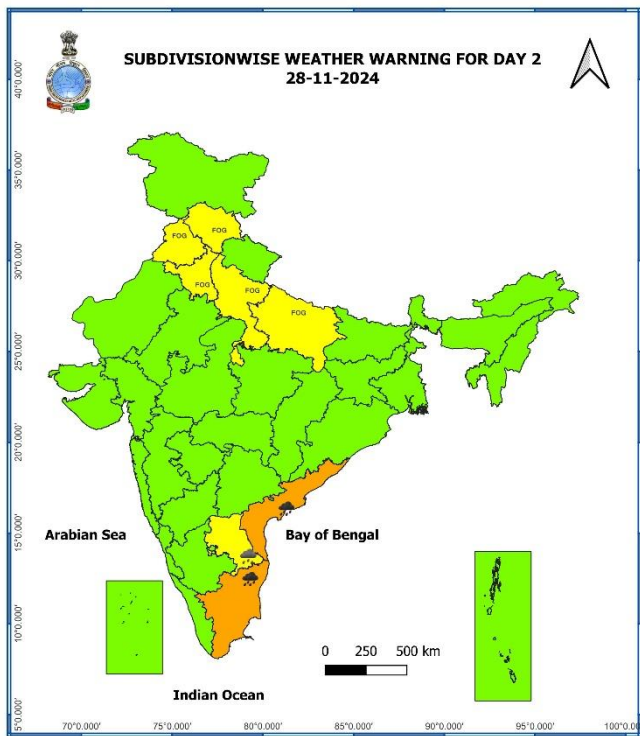 SUBDIVISIONWISE WEATHER WARNING FOR DAY 2
28-11-2024
40°0.000'
35°0.000'
30°0.000'
25°0.000'
20°0.000'
15°0.000'
10°0.000'
5°0.000'
FOG
FOG
FOG
FOG
FOG
Arabian Sea
Bay of Bengal
0 250 500 km
Indian Ocean
70°0.000' 75°0.000' 80°0.000' 85°0.000' 90°0.000' 95°0.000' 100°0.00